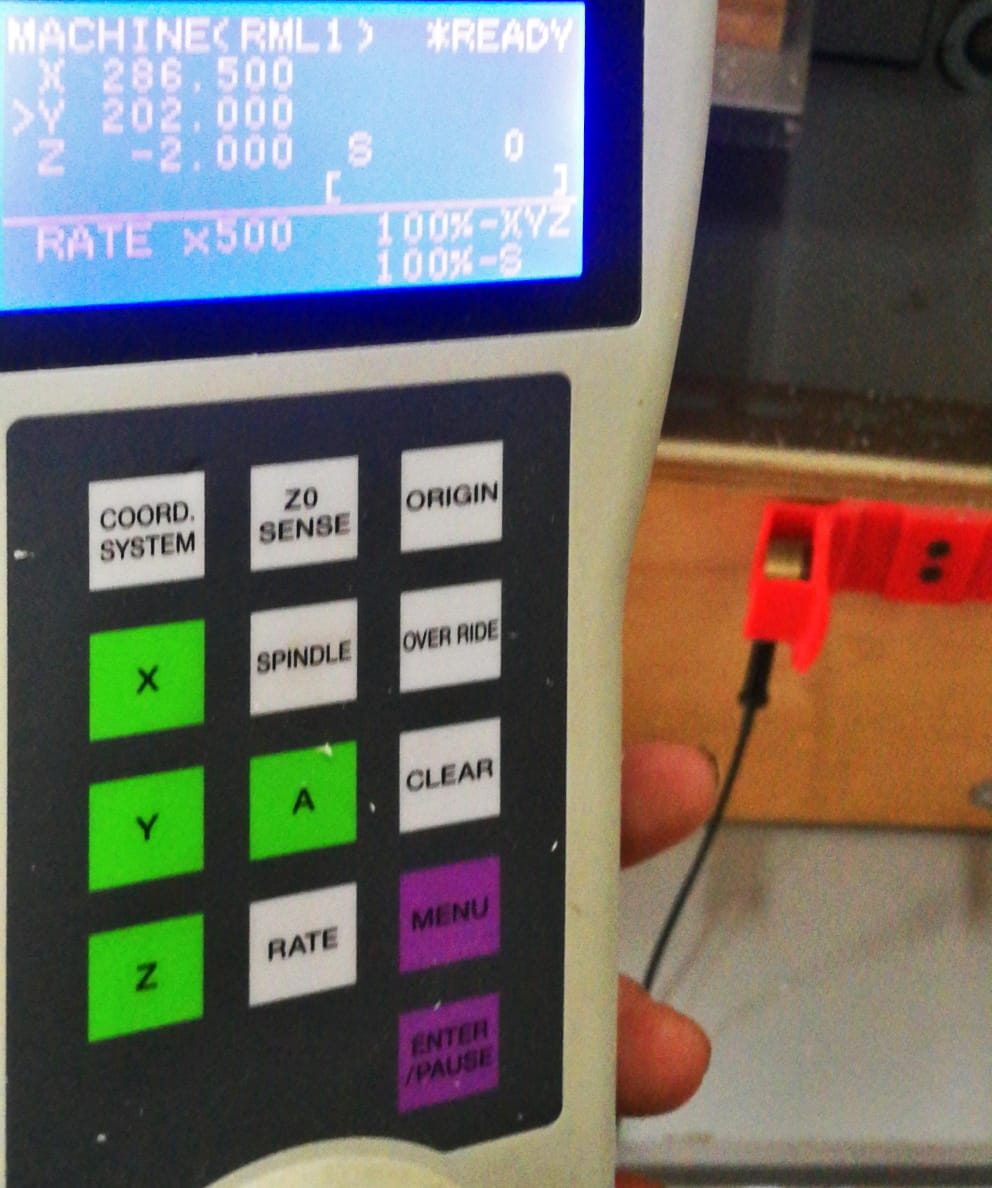 MACHINE(RML1) *READY
X 286.500
>Y 202.000
Z -2.000 S 0
[ ]
RATE x500 100%-XYZ
100%-S
COORD.
SYSTEM
Z0
SENSE
ORIGIN
X
SPINDLE
OVER RIDE
Y
A
CLEAR
Z
RATE
MENU
ENTER
/PAUSE